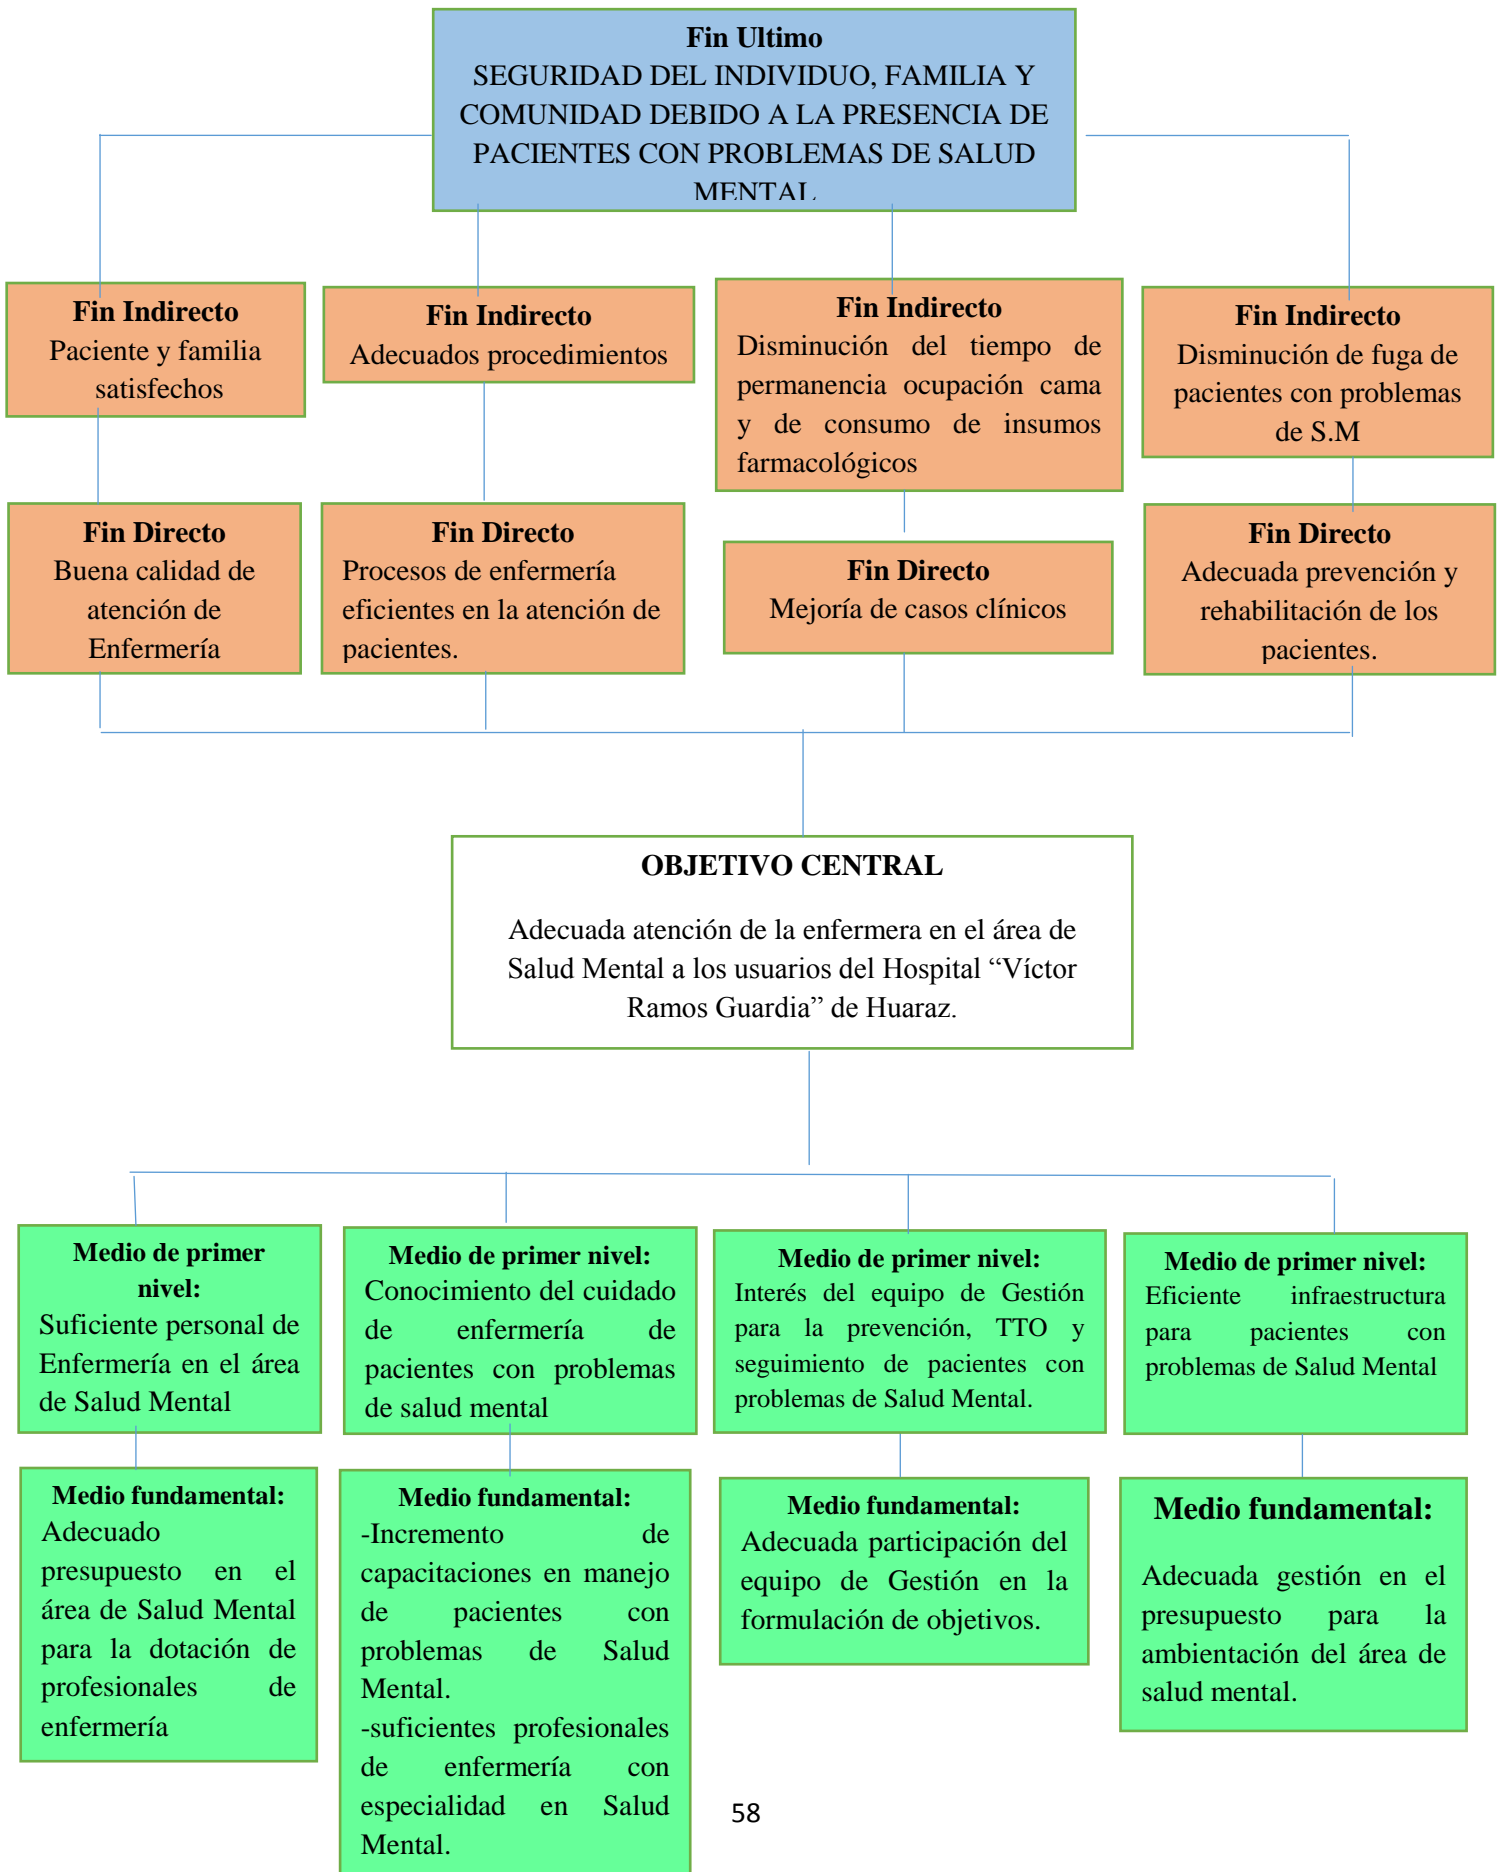 Fin Ultimo
SEGURIDAD DEL INDIVIDUO, FAMILIA Y
COMUNIDAD DEBIDO A LA PRESENCIA DE
PACIENTES CON PROBLEMAS DE SALUD
MENTAL
Fin Indirecto
Paciente y familia
satisfechos
Fin Indirecto
Adecuados procedimientos
Fin Indirecto
Disminución del tiempo de
permanencia ocupación cama
y de consumo de insumos
farmacológicos
Fin Indirecto
Disminución de fuga de
pacientes con problemas
de S.M
Fin Directo
Buena calidad de
atención de
Enfermería
Fin Directo
Procesos de enfermería
eficientes en la atención de
pacientes.
Fin Directo
Mejoría de casos clínicos
Fin Directo
Adecuada prevención y
rehabilitación de los
pacientes.
OBJETIVO CENTRAL
Adecuada atención de la enfermera en el área de
Salud Mental a los usuarios del Hospital “Víctor
Ramos Guardia” de Huaraz.
Medio de primer
nivel:
Suficiente personal de
Enfermería en el área
de Salud Mental
Medio de primer nivel:
Conocimiento del cuidado
de enfermería de
pacientes con problemas
de salud mental
Medio de primer nivel:
Interés del equipo de Gestión
para la prevención, TTO y
seguimiento de pacientes con
problemas de Salud Mental.
Medio de primer nivel:
Eficiente infraestructura
para pacientes con
problemas de Salud Mental
Medio fundamental:
Adecuado
presupuesto en el
área de Salud Mental
para la dotación de
profesionales de
enfermería
Medio fundamental:
-Incremento de
capacitaciones en manejo
de pacientes con
problemas de Salud
Mental.
-suficientes profesionales
de enfermería con
especialidad en Salud
Mental.
Medio fundamental:
Adecuada participación del
equipo de Gestión en la
formulación de objetivos.
Medio fundamental:
Adecuada gestión en el
presupuesto para la
ambientación del área de
salud mental.
58